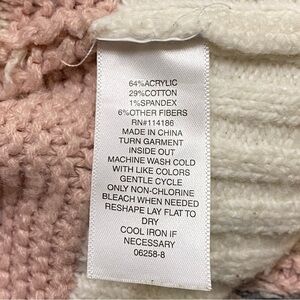 64%ACRYLIC
29%COTTON
1%SPANDEX
6%OTHER FIBERS
RN#114186
MADE IN CHINA
TURN GARMENT
INSIDE OUT
MACHINE WASH COLD
WITH LIKE COLORS
GENTLE CYCLE
ONLY NON-CHLORINE
BLEACH WHEN NEEDED
RESHAPE LAY FLAT TO
DRY
COOL IRON IF
NECESSARY
06258-8